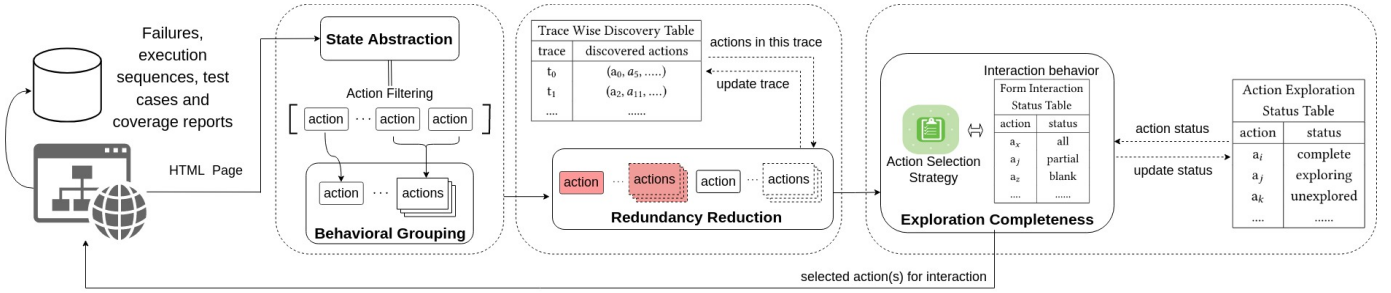 Failures,
execution
sequences, test
cases and
coverage reports
HTML Page
State Abstraction
Action Filtering
action ... action action
action ... actions
Behavioral Grouping
Trace Wise Discovery Table
trace discovered actions
t0 (a0, a5, .....)
t1 (a2, a11, ....)
.... ......
actions in this trace
update trace
action ... actions action ... actions
Redundancy Reduction
Interaction behavior
Form Interaction
Status Table
action status
ax all
aj partial
az blank
.... ......
Action Selection
Strategy
Exploration Completeness
action status
update status
Action Exploration
Status Table
action status
ai complete
aj exploring
ak unexplored
.... ......
selected action(s) for interaction